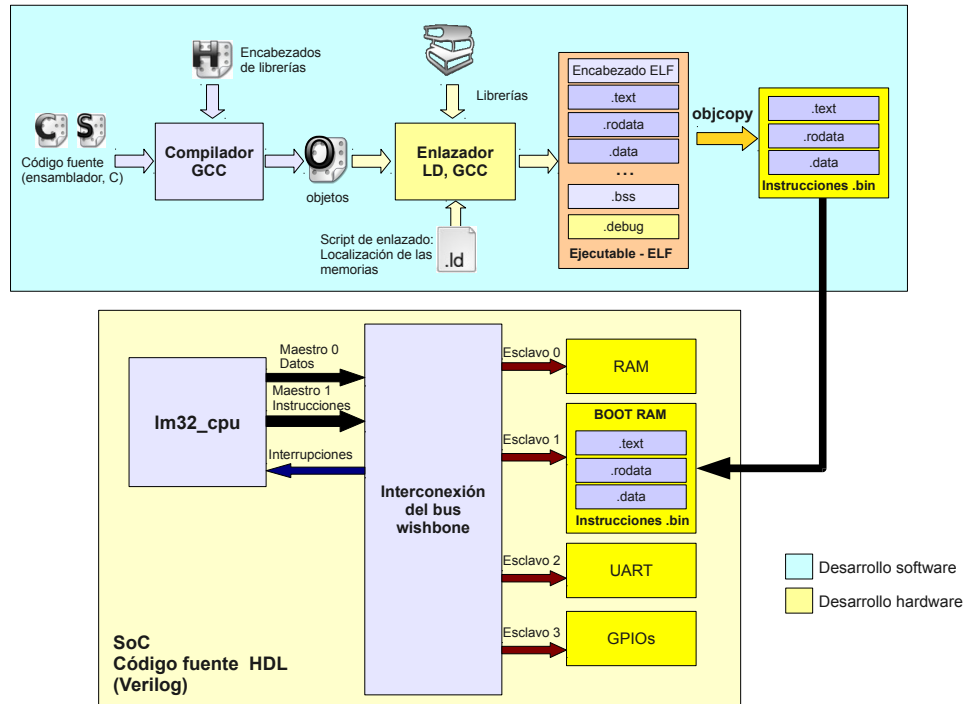 Encabezados
de librerías
Librerías
H
C S
Código fuente
(ensamblador, C)
Compilador
GCC
O
objetos
Enlazador
LD, GCC
Script de enlazado:
Localización de las
memorias
.ld
Encabezado ELF
.text
.rodata
.data
...
.bss
.debug
Ejecutable - ELF
objcopy
.text
.rodata
.data
Instrucciones .bin
lm32_cpu
Maestro 0
Datos
Maestro 1
Instrucciones
Interrupciones
Interconexión
del bus
wishbone
Esclavo 0
RAM
Esclavo 1
BOOT RAM
.text
.rodata
.data
Instrucciones .bin
Esclavo 2
UART
Esclavo 3
GPIOs
SoC
Código fuente HDL
(Verilog)
Desarrollo software
Desarrollo hardware